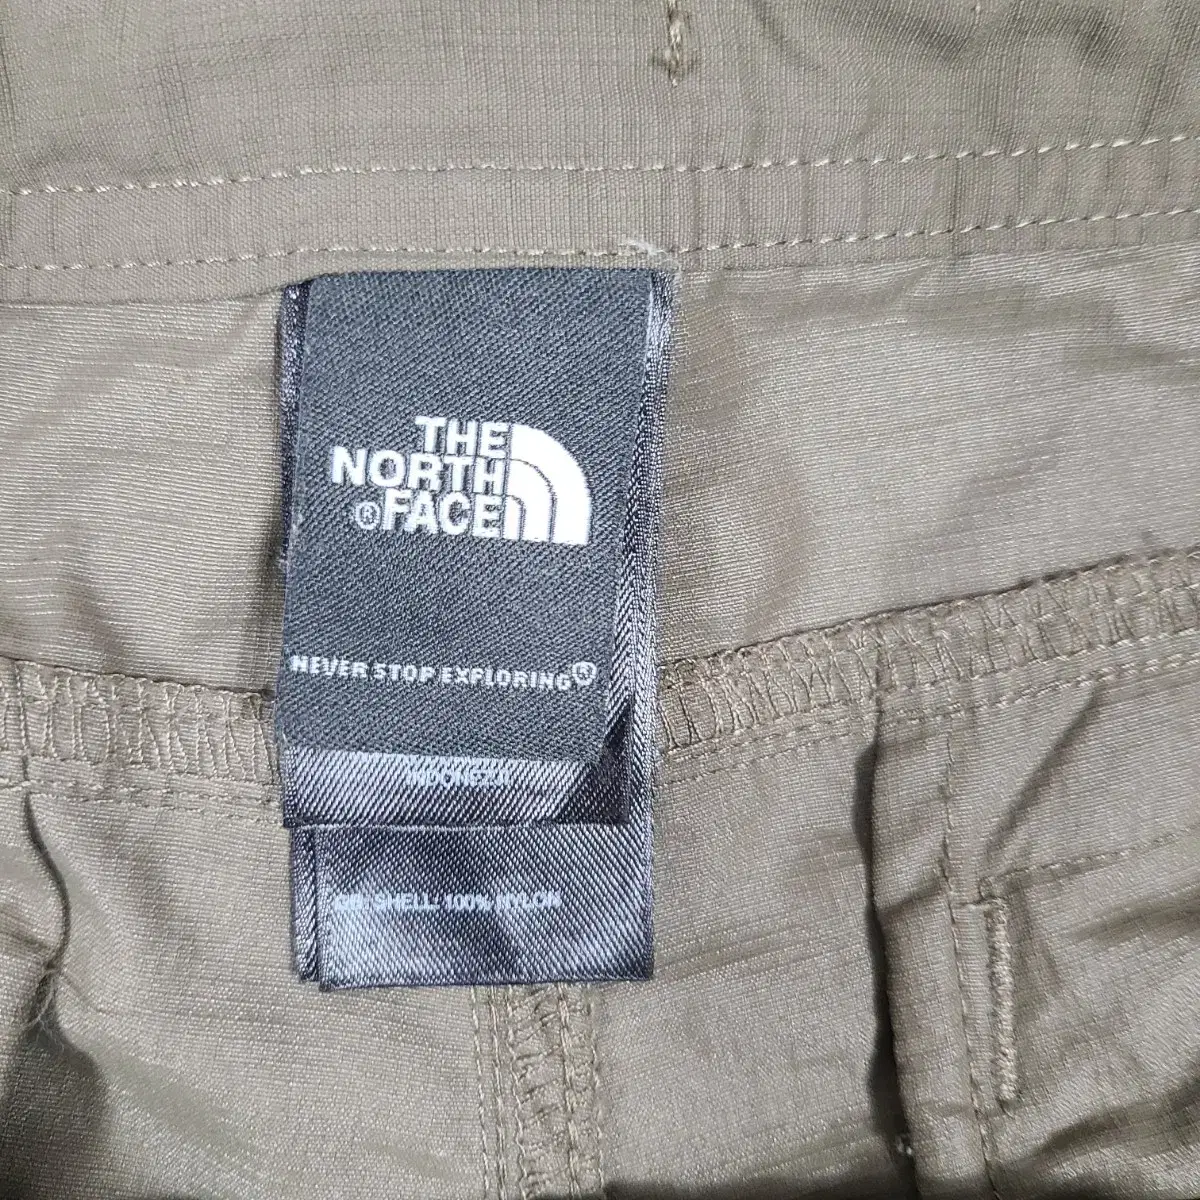 THE
NORTH
®FACE
NEVER STOP EXPLORING®
SHELL: 100% NYLON